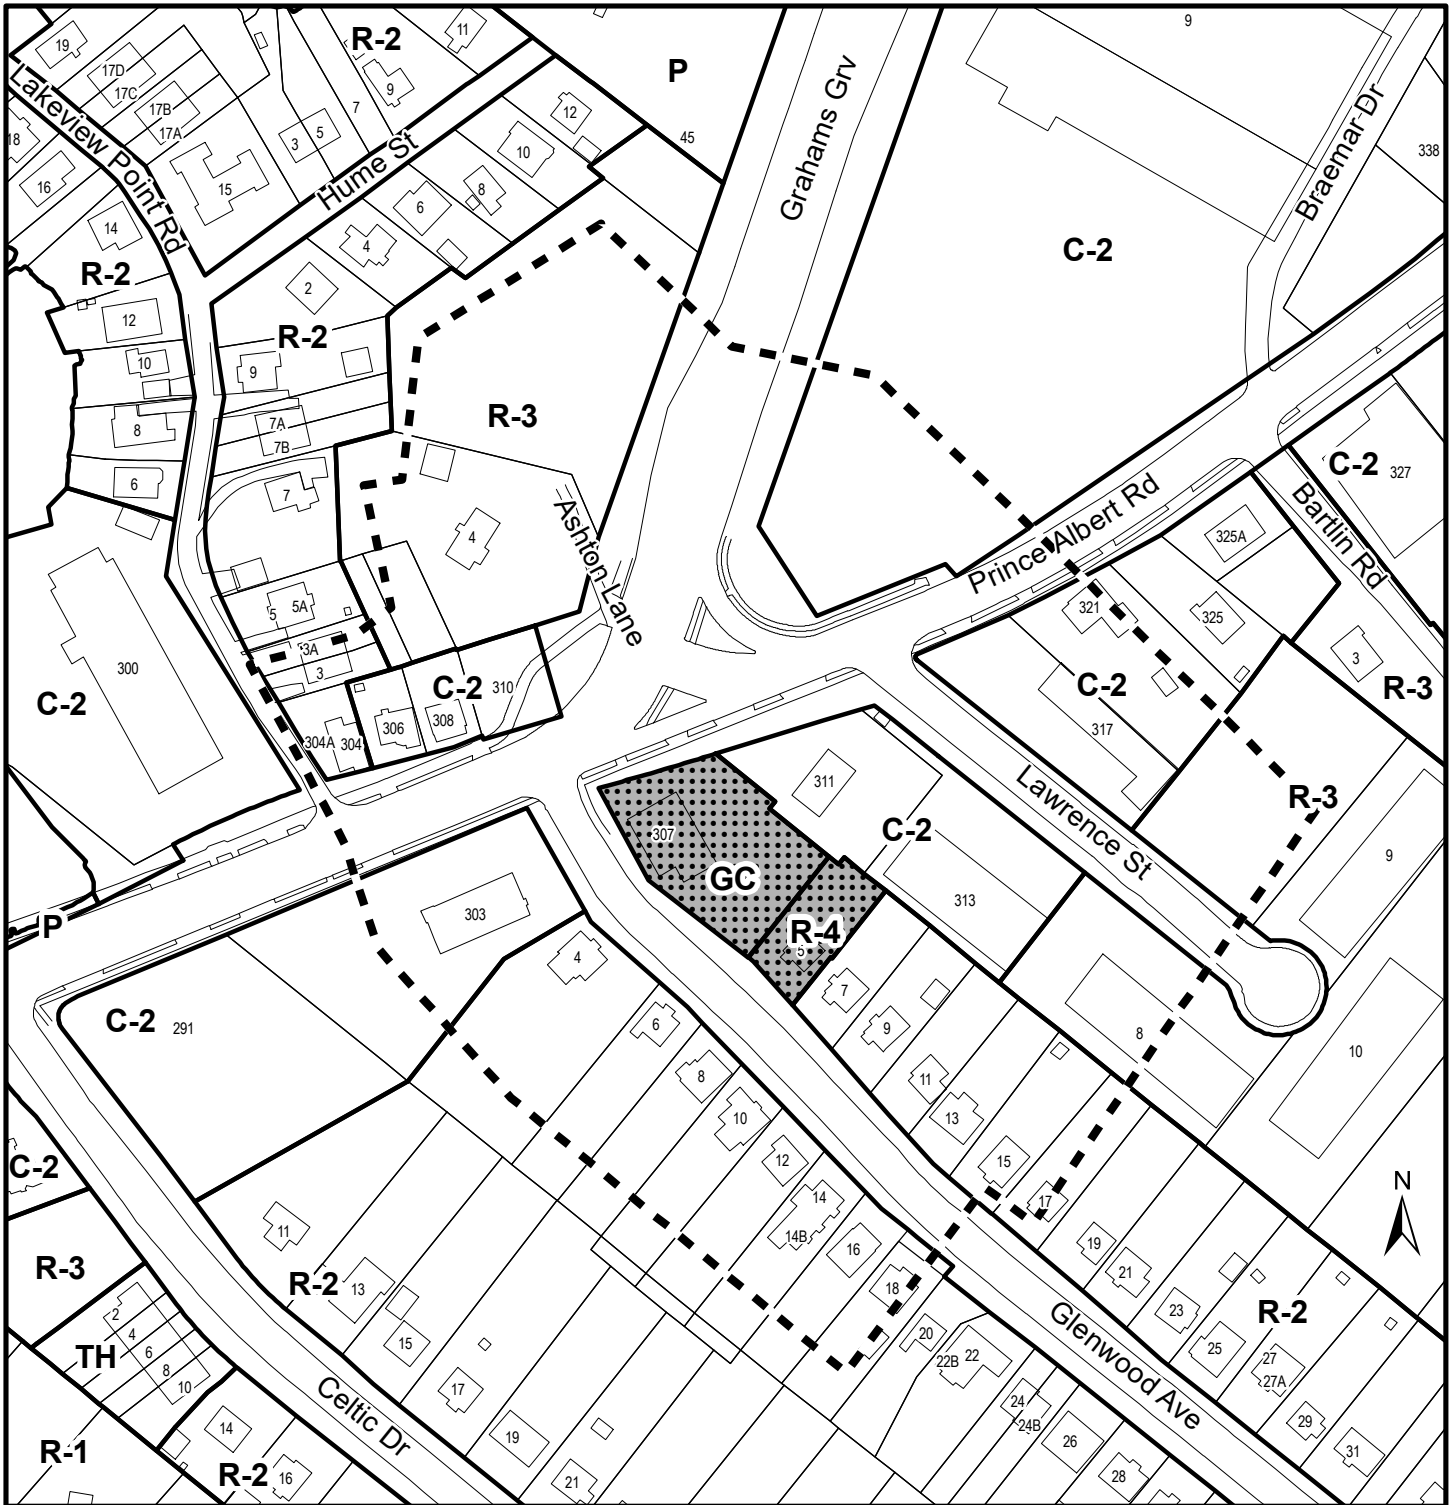 9
11
R-2
19
17D
17C
P
Grahams Grv
9
7
17B
Lakeview Point Rd
12
17A
5
45
3
18
Hume St
10
338
Braemar Dr
16
15
8
6
14
4
C-2
R-2
2
12
R-2
10
9
R-3
7A
8
7B
C-2
327
6
7
Prince Albert Rd
Bartlin Rd
Ashton Lane
4
325A
5A
5
321
325
3A
3
3
300
C-2
310
C-2
R-3
C-2
306
308
317
304A
304
311
Lawrence St
R-3
C-2
307
9
GC
313
303
R-4
5
P
4
7
C-2
291
6
9
8
10
8
11
10
13
12
15
C-2
14
17
N
11
14B
16
19
R-3
R-2
13
18
21
2
23
R-2
4
15
20
Glenwood Ave
6
22B
22
25
27
TH
8
27A
10
17
Celtic Dr
24
14
24B
29
19
26
R-1
31
R-2
16
21
28